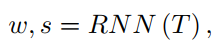 w, s = RNN (T) ,